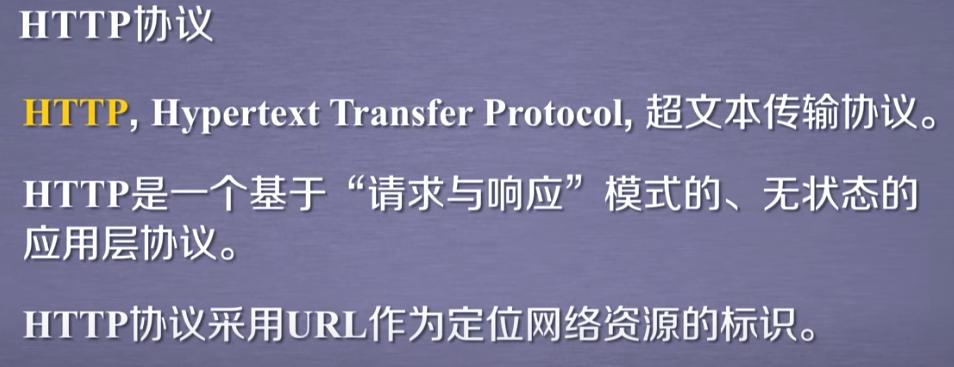 HTTP协议
HTTP, Hypertext Transfer Protocol, 超文本传输协议。
HTTP是一个基于“请求与响应”模式的、无状态的
应用层协议。
HTTP协议采用URL作为定位网络资源的标识。